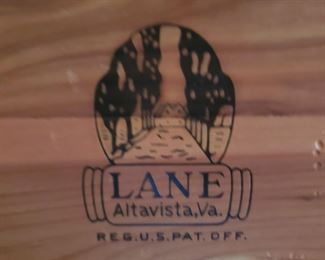 LANE
Altavista, Va.
REG. U.S. PAT. OFF.